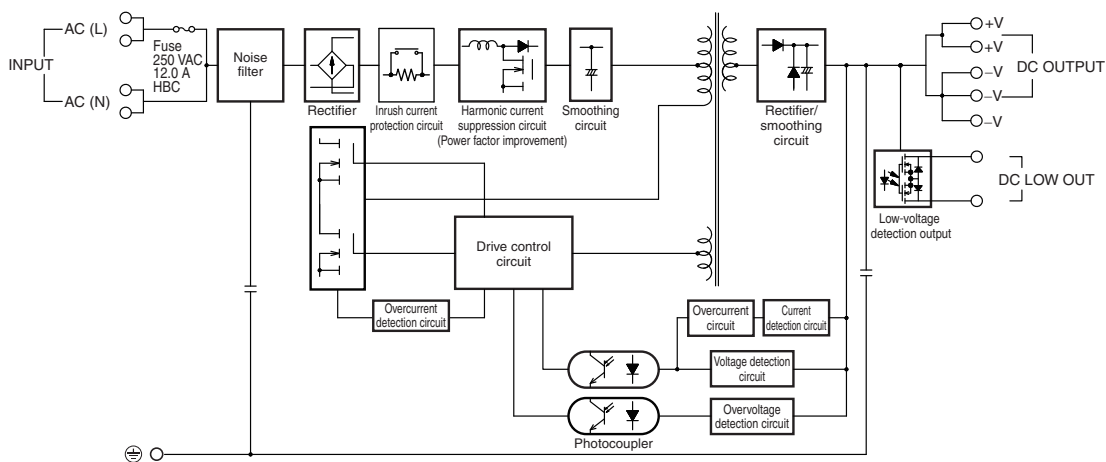 INPUT
AC (L)
AC (N)
Fuse
250 VAC
12.0 A
HBC
Noise
filter
Rectifier
Inrush current
protection circuit
Harmonic current
suppression circuit
(Power factor improvement)
Smoothing
circuit
Rectifier/
smoothing
circuit
+V
+V
−V
−V
−V
DC OUTPUT
DC LOW OUT
Low-voltage
detection output
Drive control
circuit
Overcurrent
detection circuit
Overcurrent
circuit
Current
detection circuit
Voltage detection
circuit
Overvoltage
detection circuit
Photocoupler